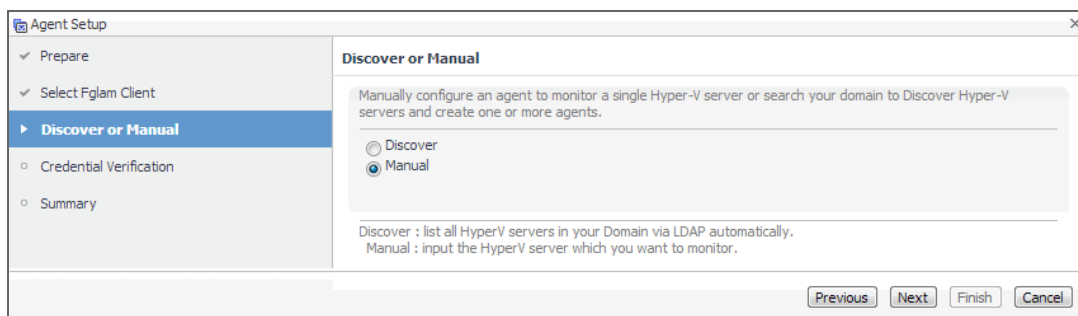 Agent Setup
Prepare
Select Fglam Client
Discover or Manual
Credential Verification
Summary
Discover or Manual
Manually configure an agent to monitor a single Hyper-V server or search your domain to Discover Hyper-V
servers and create one or more agents.
Discover
Manual
Discover : list all HyperV servers in your Domain via LDAP automatically.
Manual : input the HyperV server which you want to monitor.
Previous Next Finish Cancel